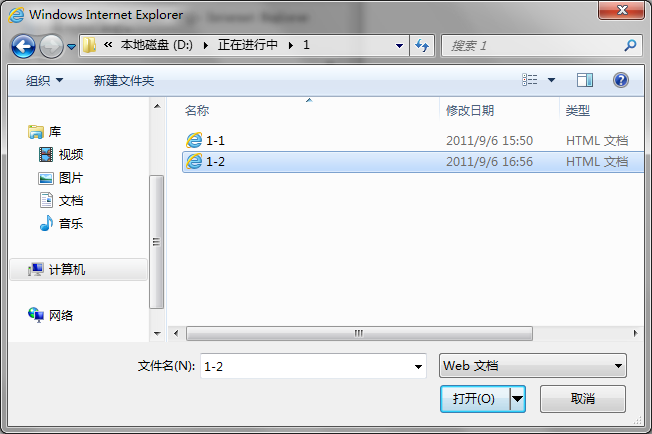 Windows Internet Explorer
« 本地磁盘 (D:) 正在进行中 1
搜索 1
组织 新建文件夹
名称 修改日期 类型
库
视频
图片
文档
音乐
计算机
网络
1-1 2011/9/6 15:50 HTML 文档
1-2 2011/9/6 16:56 HTML 文档
文件名(N): 1-2 Web 文档
打开(O) 取消